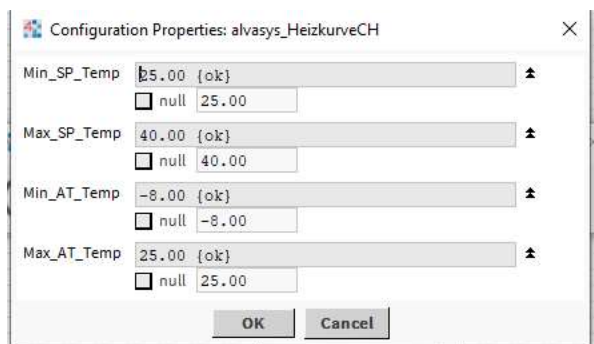 Configuration Properties: alvasys_HeizkurveCH
Min_SP_Temp 25.00 {ok}
null 25.00
Max_SP_Temp 40.00 {ok}
null 40.00
Min_AT_Temp -8.00 {ok}
null -8.00
Max_AT_Temp 25.00 {ok}
null 25.00
OK Cancel